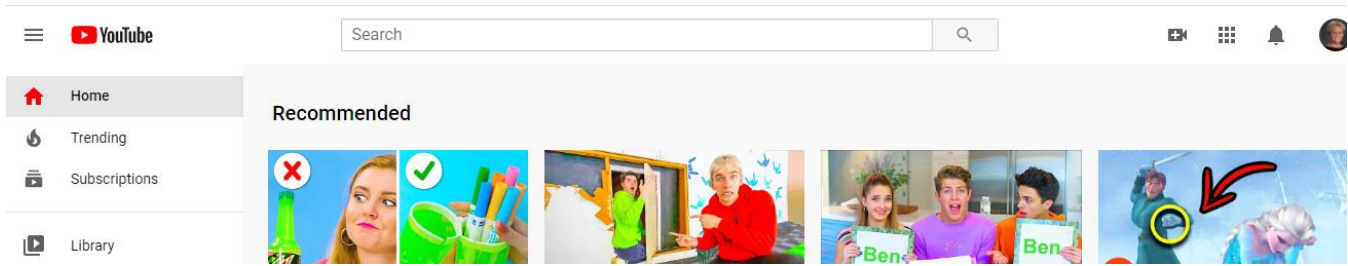 YouTube
Search
Home
Trending
Subscriptions
Library
Recommended
Ben
Ben